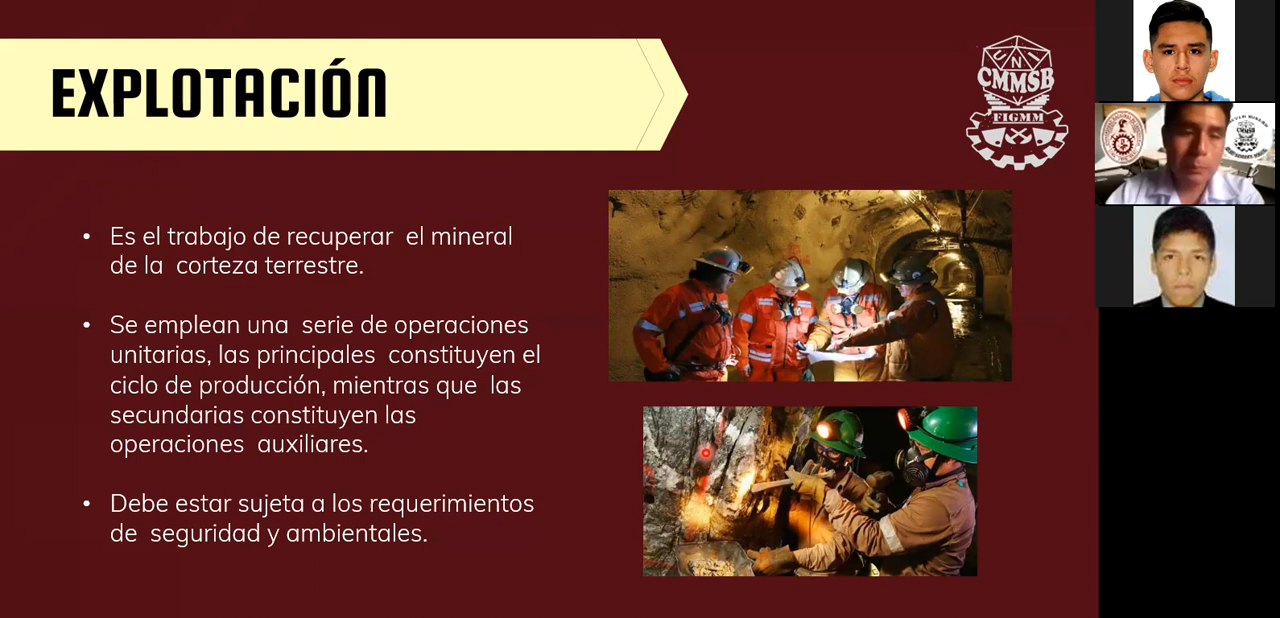 EXPLOTACIÓN
UNI
CMMSB
FIGMM
• Es el trabajo de recuperar el mineral
de la corteza terrestre.
• Se emplean una serie de operaciones
unitarias, las principales constituyen el
ciclo de producción, mientras que las
secundarias constituyen las
operaciones auxiliares.
• Debe estar sujeta a los requerimientos
de seguridad y ambientales.
CMMSB